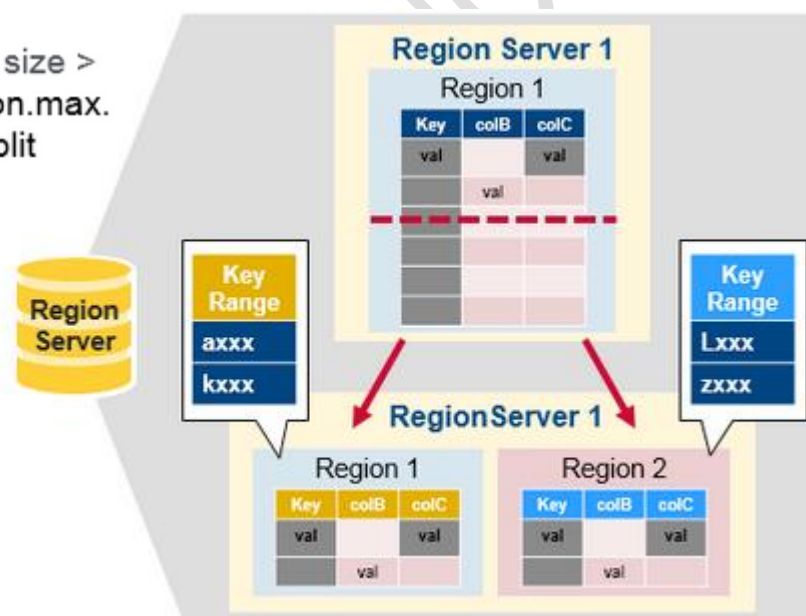 size >
on.max.
plit
Region Server 1
Region 1
Key colB colC
val val
val
Region
Server
Key
Range
axxx
kxxx
Key
Range
Lxxx
zxxx
RegionServer 1
Region 1
Key colB colC
val val
val
Region 2
Key colB colC
val val
val